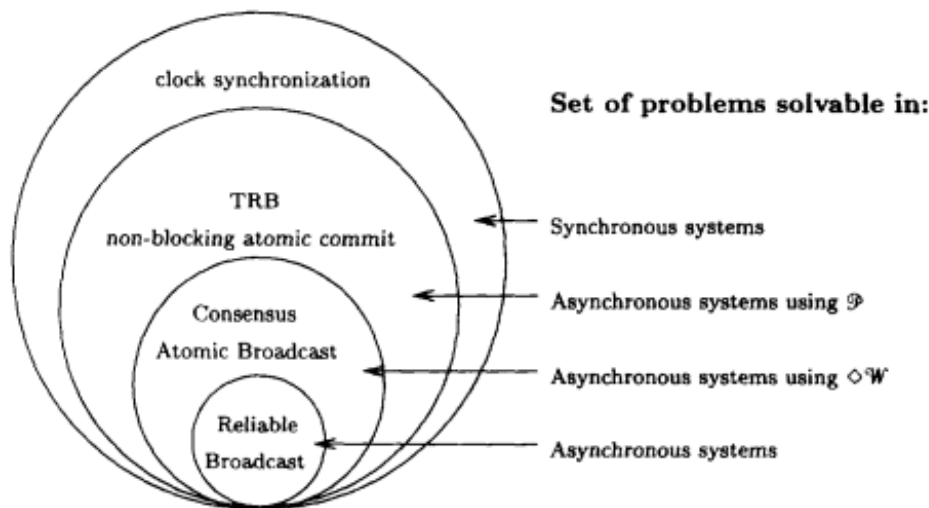 clock synchronization
Set of problems solvable in:
TRB
non-blocking atomic commit
Synchronous systems
Asynchronous systems using 𝒫
Consensus
Atomic Broadcast
Asynchronous systems using ◇𝒲
Reliable
Broadcast
Asynchronous systems